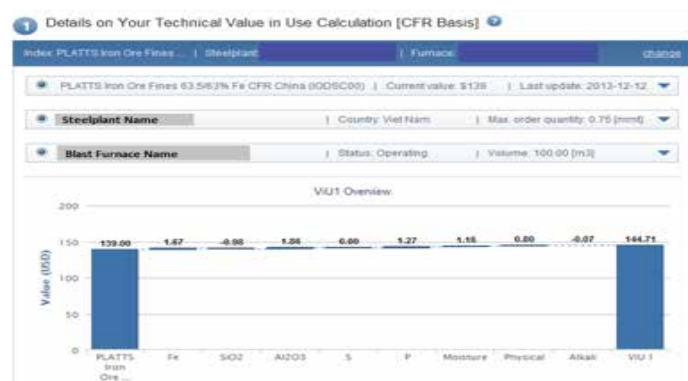 1 Details on Your Technical Value in Use Calculation [CFR Basis] ?
Index: PLATTS Iron Ore Fines ... | Steelplant: | Furnace: change
PLATTS Iron Ore Fines 63.5/63% Fe CFR China (IODSC00) | Current value: $139 | Last update: 2013-12-12
Steelplant Name | Country: Viet Nam | Max. order quantity: 0.75 [mmt]
Blast Furnace Name | Status: Operating | Volume: 100.00 [m3]
ViU1 Overview
Value (USD)
200
150
100
50
0
139.00 1.67 -0.98 1.86 0.00 1.27 1.16 0.80 -0.07 144.71
PLATTS Iron Ore ... Fe SiO2 Al2O3 S P Moisture Physical Alkali VIU 1